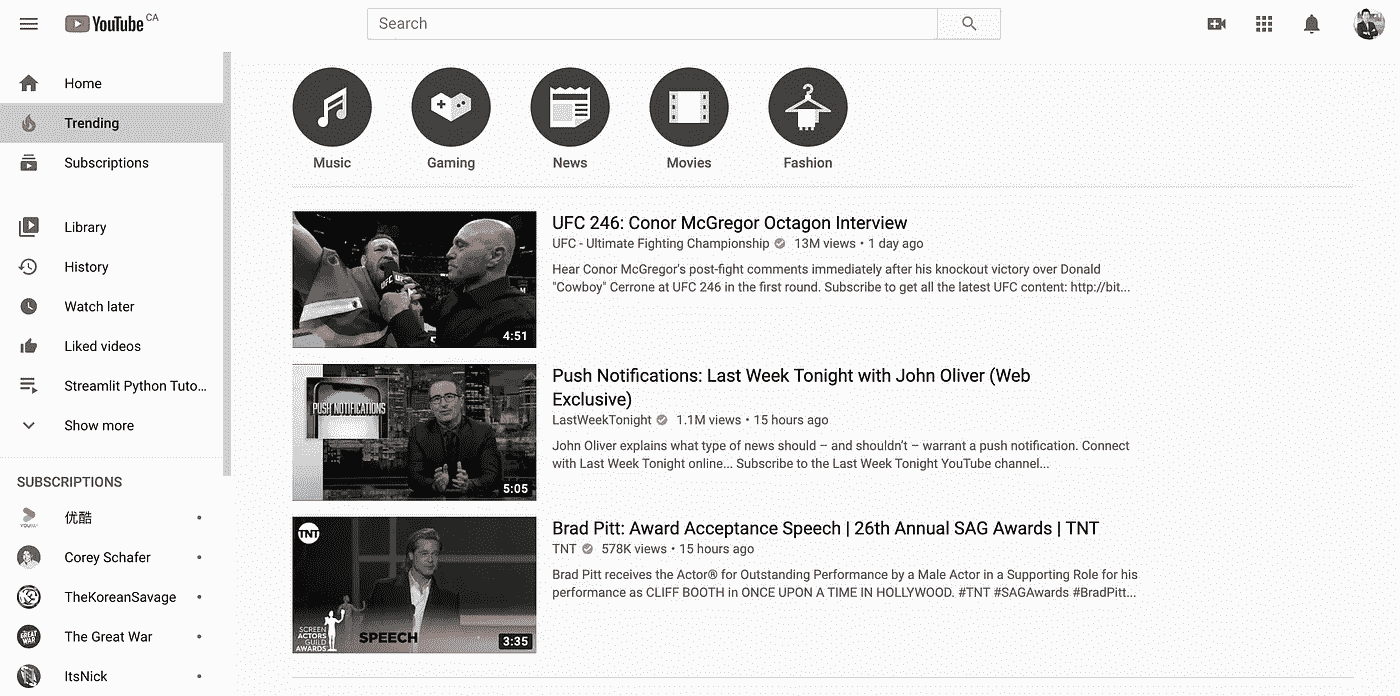 YouTube CA
Search
Home
Trending
Subscriptions
Library
History
Watch later
Liked videos
Streamlit Python Tuto...
Show more
SUBSCRIPTIONS
优酷
Corey Schafer
TheKoreanSavage
The Great War
ItsNick
Music
Gaming
News
Movies
Fashion
4:51
UFC 246: Conor McGregor Octagon Interview
UFC - Ultimate Fighting Championship 13M views • 1 day ago
Hear Conor McGregor's post-fight comments immediately after his knockout victory over Donald
"Cowboy" Cerrone at UFC 246 in the first round. Subscribe to get all the latest UFC content: http://bit...
PUSH NOTIFICATIONS
5:05
Push Notifications: Last Week Tonight with John Oliver (Web
Exclusive)
LastWeekTonight 1.1M views • 15 hours ago
John Oliver explains what type of news should – and shouldn't – warrant a push notification. Connect
with Last Week Tonight online... Subscribe to the Last Week Tonight YouTube channel...
TNT
SCREEN
ACTORS
GUILD
AWARDS
SPEECH
3:35
Brad Pitt: Award Acceptance Speech | 26th Annual SAG Awards | TNT
TNT 578K views • 15 hours ago
Brad Pitt receives the Actor® for Outstanding Performance by a Male Actor in a Supporting Role for his
performance as CLIFF BOOTH in ONCE UPON A TIME IN HOLLYWOOD. #TNT #SAGAwards #BradPitt...